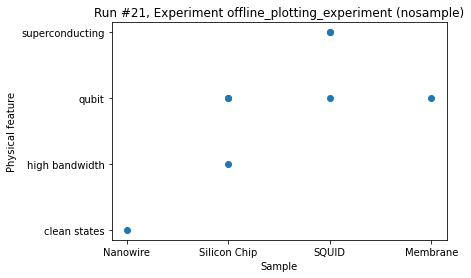 Run #21, Experiment offline_plotting_experiment (nosample)
superconducting
qubit
high bandwidth
clean states
Physical feature
Nanowire Silicon Chip SQUID Membrane
Sample